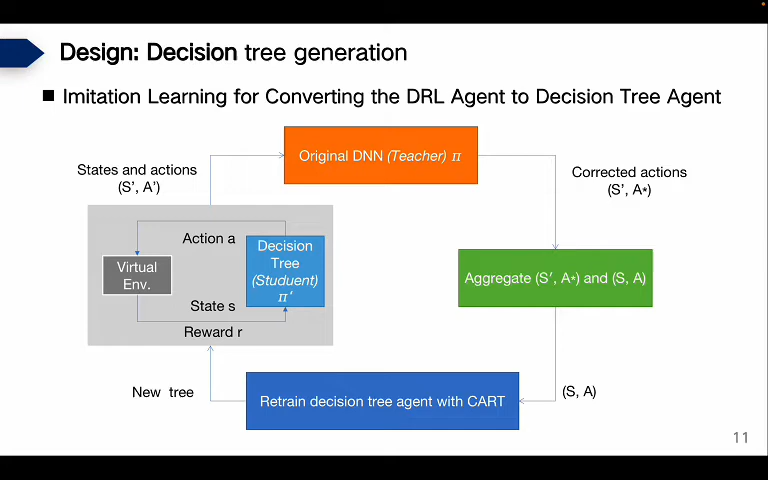 Design: Decision tree generation
■ Imitation Learning for Converting the DRL Agent to Decision Tree Agent
Original DNN (Teacher) π
States and actions
(S', A')
Corrected actions
(S', A*)
Action a
Decision
Tree
(Studuent)
π'
Virtual
Env.
State s
Reward r
Aggregate (S', A*) and (S, A)
New tree
Retrain decision tree agent with CART
(S, A)
11